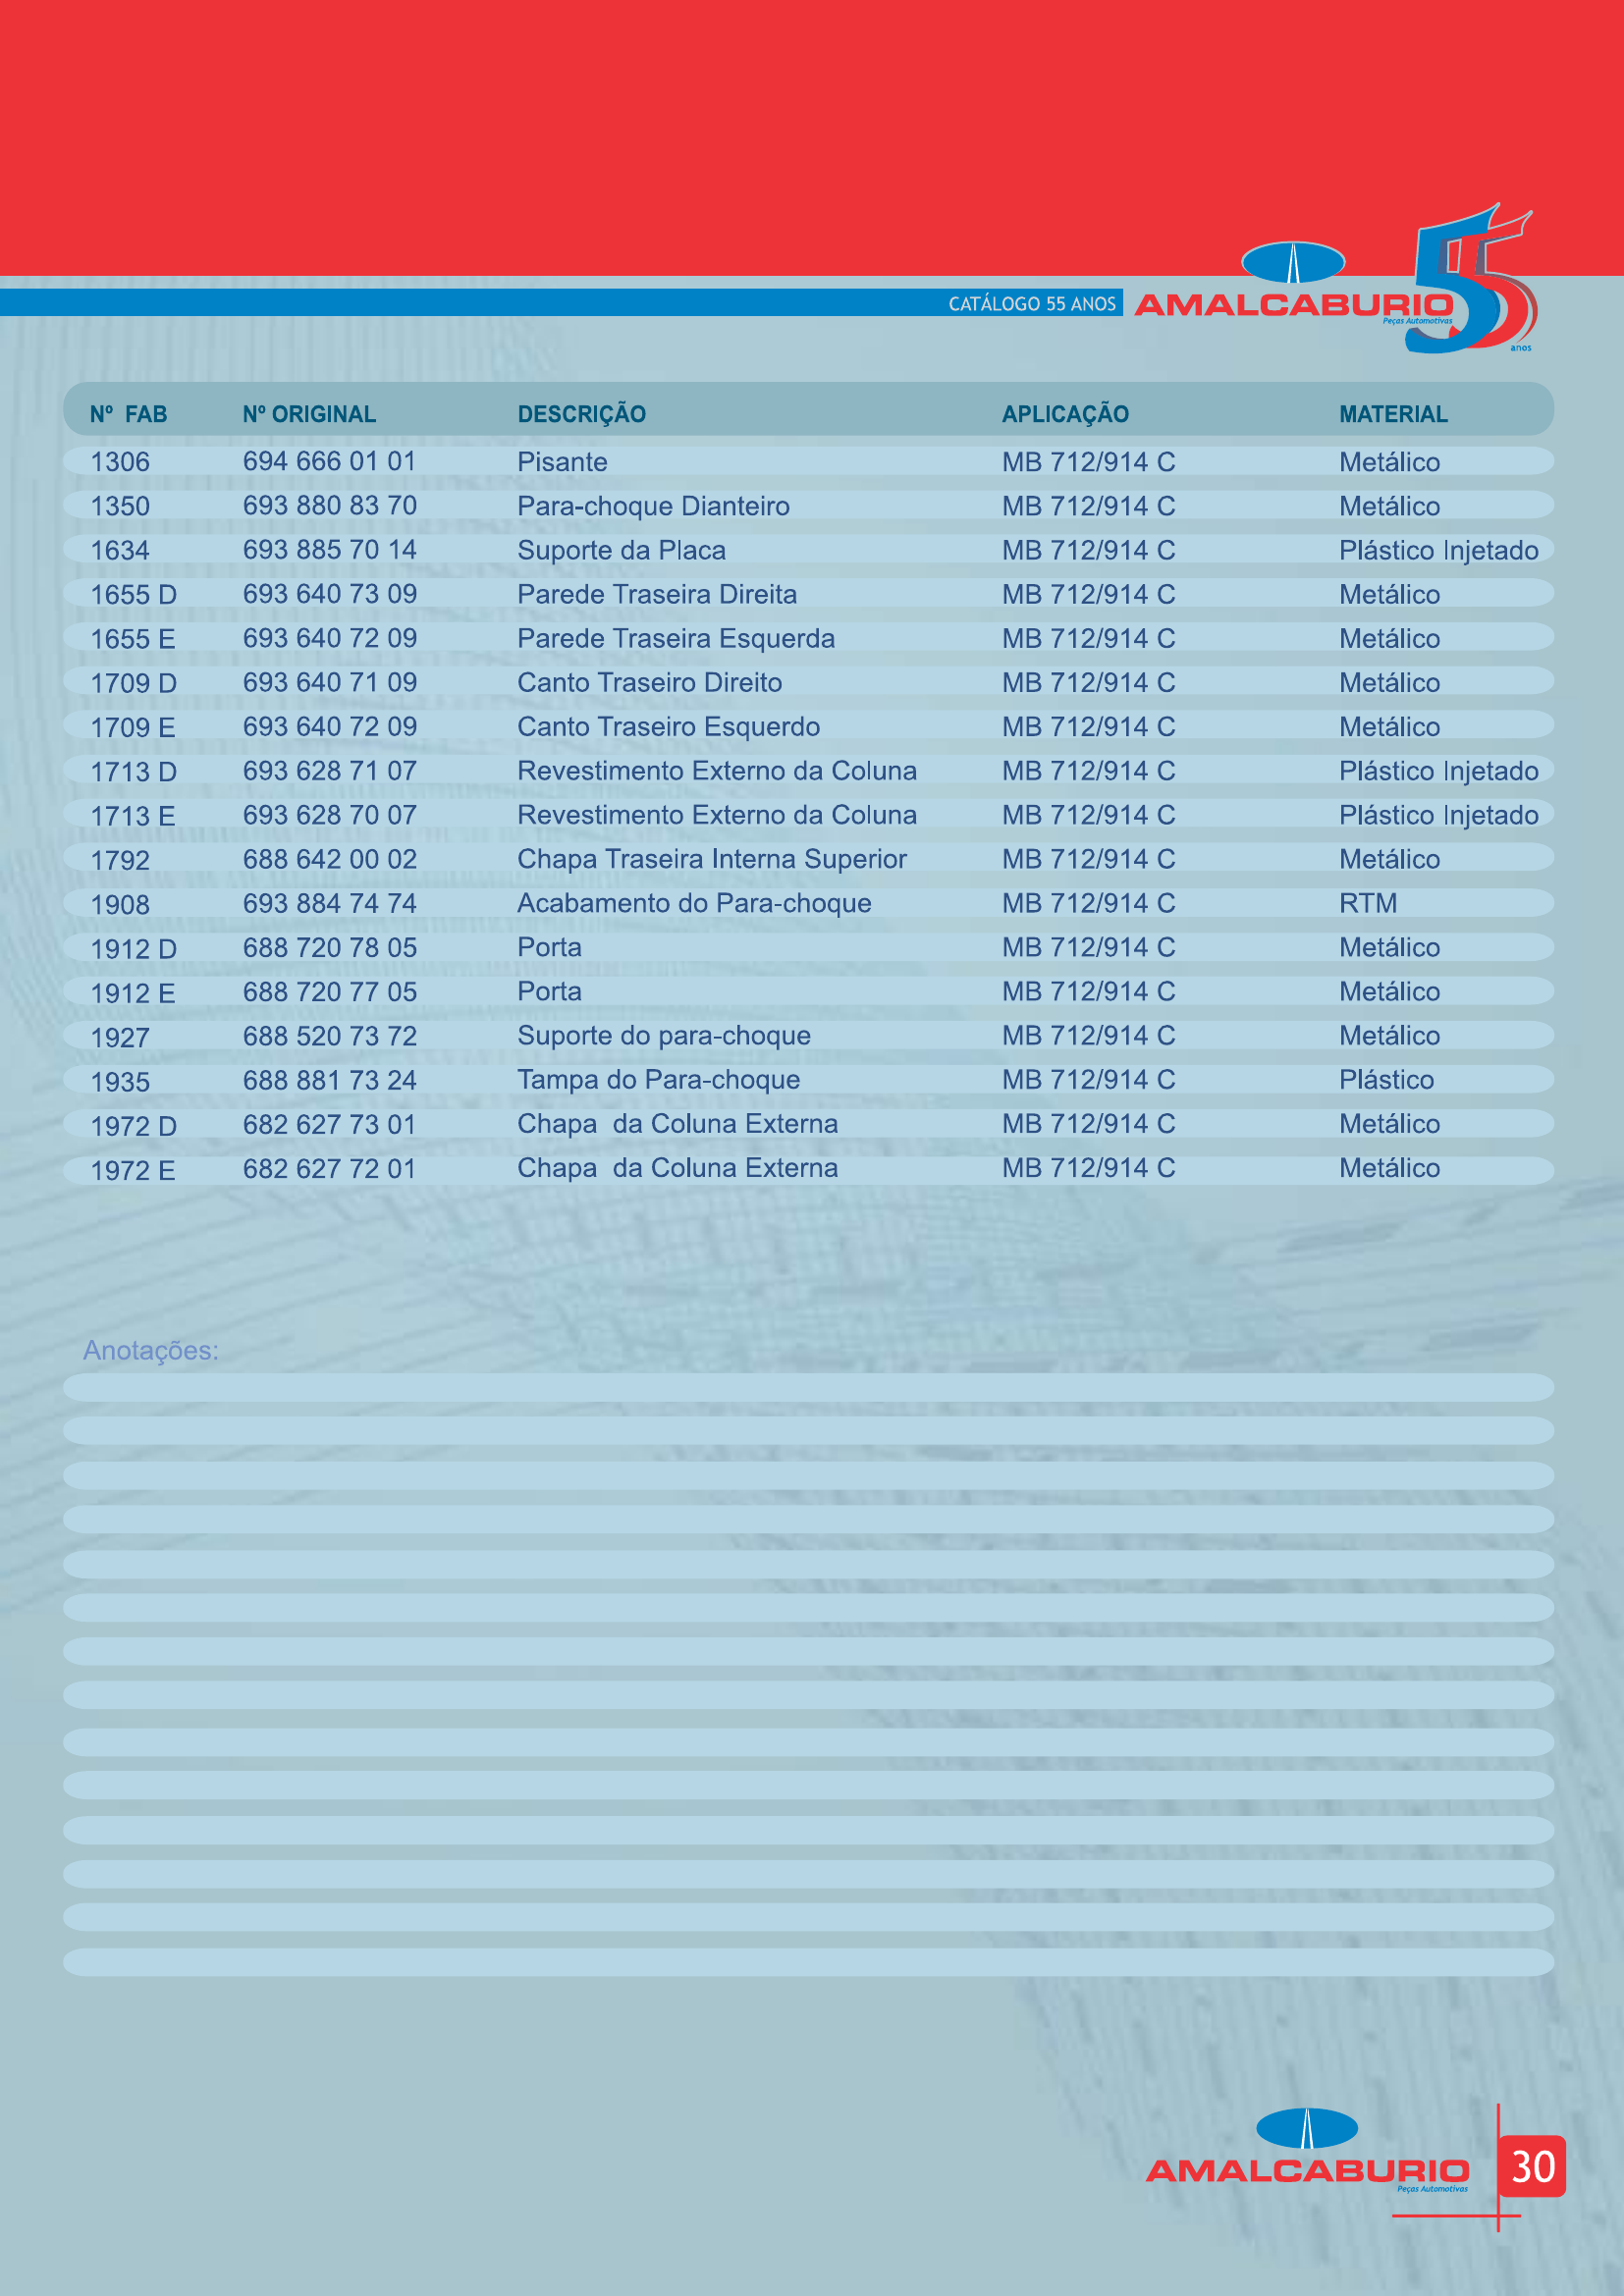 55
anos
CATÁLOGO 55 ANOS AMALCABURIO
Peças Automotivas
Nº FAB Nº ORIGINAL DESCRIÇÃO APLICAÇÃO MATERIAL
1306 694 666 01 01 Pisante MB 712/914 C Metálico
1350 693 880 83 70 Para-choque Dianteiro MB 712/914 C Metálico
1634 693 885 70 14 Suporte da Placa MB 712/914 C Plástico Injetado
1655 D 693 640 73 09 Parede Traseira Direita MB 712/914 C Metálico
1655 E 693 640 72 09 Parede Traseira Esquerda MB 712/914 C Metálico
1709 D 693 640 71 09 Canto Traseiro Direito MB 712/914 C Metálico
1709 E 693 640 72 09 Canto Traseiro Esquerdo MB 712/914 C Metálico
1713 D 693 628 71 07 Revestimento Externo da Coluna MB 712/914 C Plástico Injetado
1713 E 693 628 70 07 Revestimento Externo da Coluna MB 712/914 C Plástico Injetado
1792 688 642 00 02 Chapa Traseira Interna Superior MB 712/914 C Metálico
1908 693 884 74 74 Acabamento do Para-choque MB 712/914 C RTM
1912 D 688 720 78 05 Porta MB 712/914 C Metálico
1912 E 688 720 77 05 Porta MB 712/914 C Metálico
1927 688 520 73 72 Suporte do para-choque MB 712/914 C Metálico
1935 688 881 73 24 Tampa do Para-choque MB 712/914 C Plástico
1972 D 682 627 73 01 Chapa da Coluna Externa MB 712/914 C Metálico
1972 E 682 627 72 01 Chapa da Coluna Externa MB 712/914 C Metálico
Anotações:
AMALCABURIO
Peças Automotivas
30